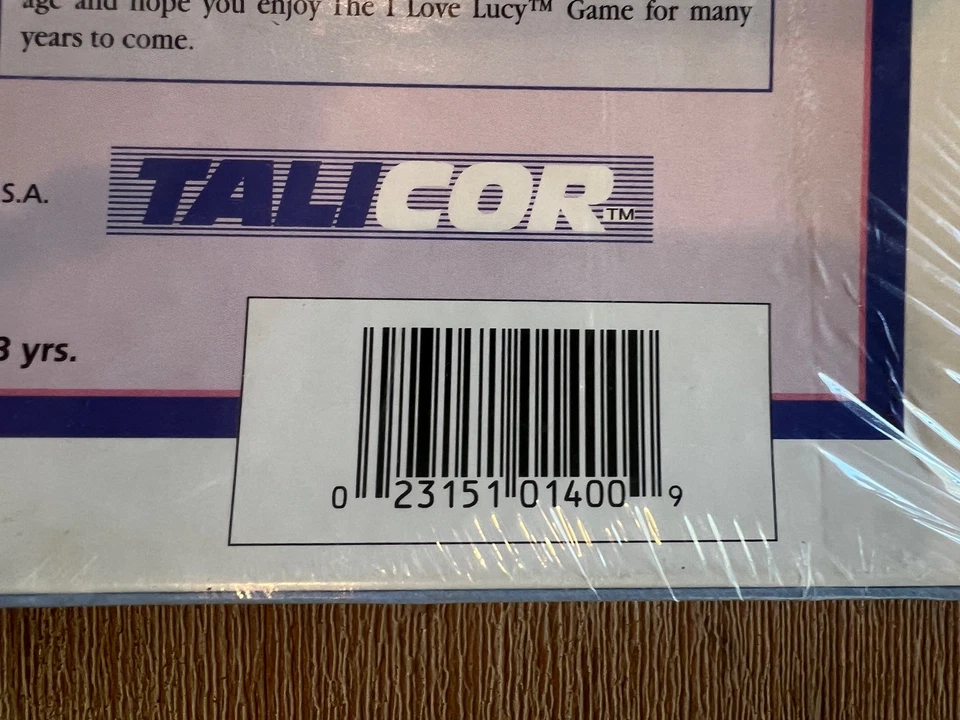 age and hope you enjoy The I Love Lucy™ Game for many
years to come.
S.A.
TALICOR™
3 yrs.
0 23151 01400 9